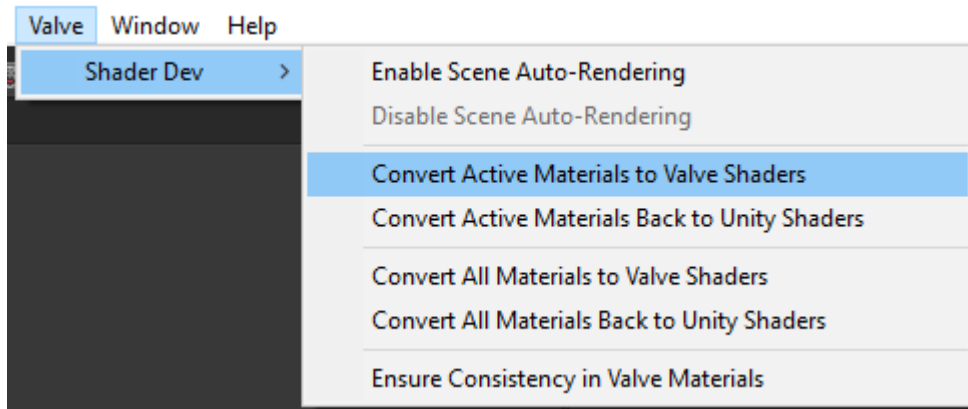 Valve Window Help
Shader Dev >
Enable Scene Auto-Rendering
Disable Scene Auto-Rendering
Convert Active Materials to Valve Shaders
Convert Active Materials Back to Unity Shaders
Convert All Materials to Valve Shaders
Convert All Materials Back to Unity Shaders
Ensure Consistency in Valve Materials